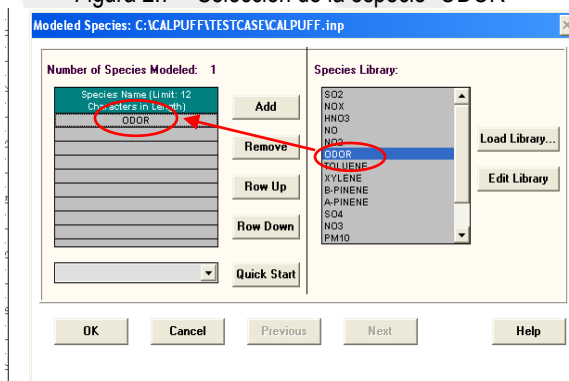 Modeled Species: C:\CALPUFF\TESTCASE\CALPUFF.inp
Number of Species Modeled: 1
Species Name (Limit: 12
Characters in Length)
ODOR
Add
Remove
Row Up
Row Down
Quick Start
Species Library:
SO2
NOX
HNO3
NO
NO2
ODOR
TOLUENE
XYLENE
B-PINENE
A-PINENE
SO4
NO3
PM10
Load Library...
Edit Library
OK
Cancel
Previous
Next
Help